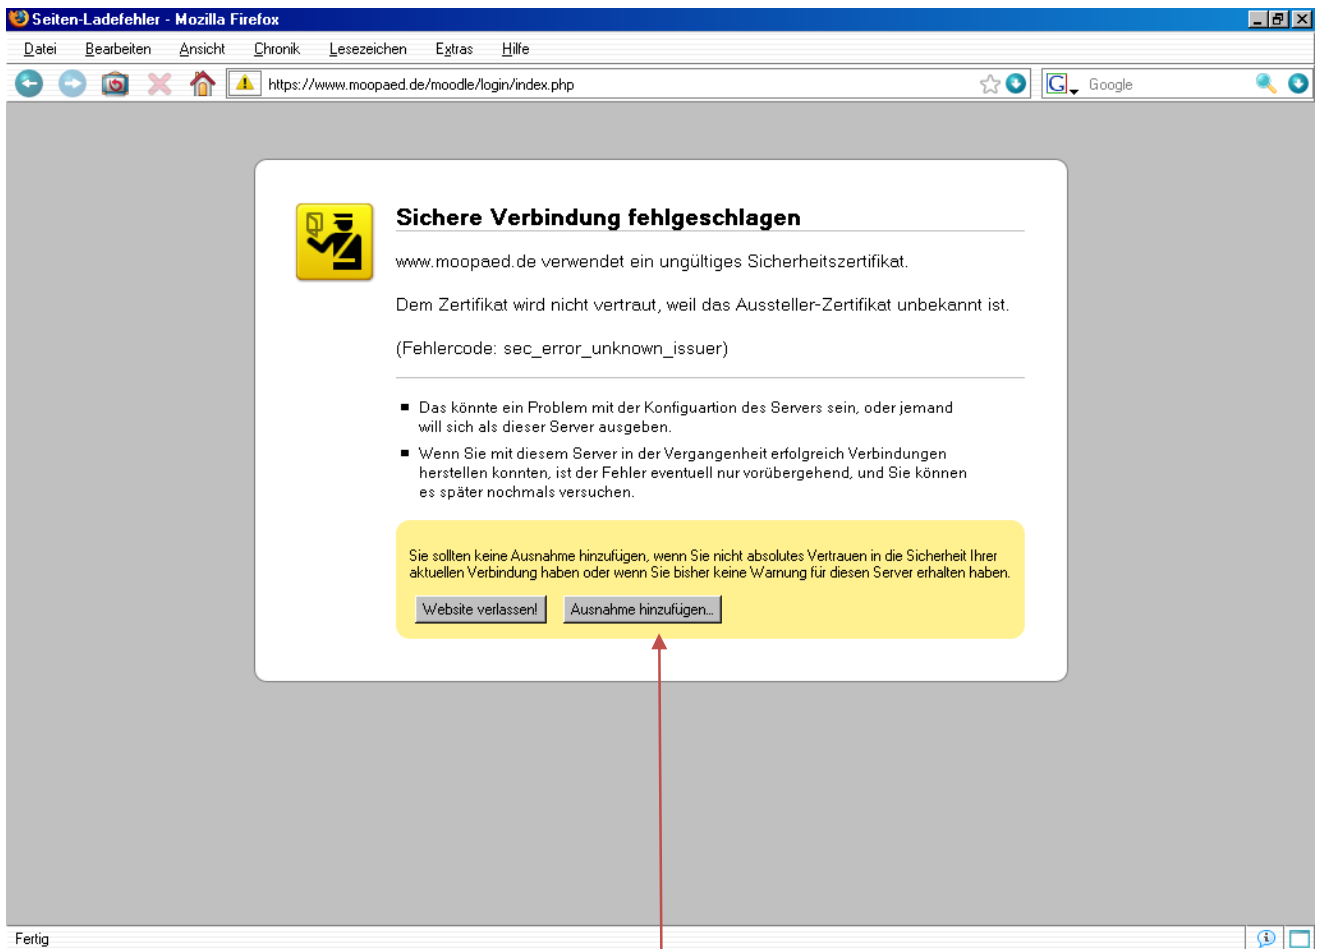 Seiten-Ladefehler - Mozilla Firefox
Datei Bearbeiten Ansicht Chronik Lesezeichen Extras Hilfe
https://www.moopaed.de/moodle/login/index.php G Google
Sichere Verbindung fehlgeschlagen
www.moopaed.de verwendet ein ungültiges Sicherheitszertifikat.
Dem Zertifikat wird nicht vertraut, weil das Aussteller-Zertifikat unbekannt ist.
(Fehlercode: sec_error_unknown_issuer)
Das könnte ein Problem mit der Konfiguartion des Servers sein, oder jemand
will sich als dieser Server ausgeben.
Wenn Sie mit diesem Server in der Vergangenheit erfolgreich Verbindungen
herstellen konnten, ist der Fehler eventuell nur vorübergehend, und Sie können
es später nochmals versuchen.
Sie sollten keine Ausnahme hinzufügen, wenn Sie nicht absolutes Vertrauen in die Sicherheit Ihrer
aktuellen Verbindung haben oder wenn Sie bisher keine Warnung für diesen Server erhalten haben.
Website verlassen! Ausnahme hinzufügen...
Fertig